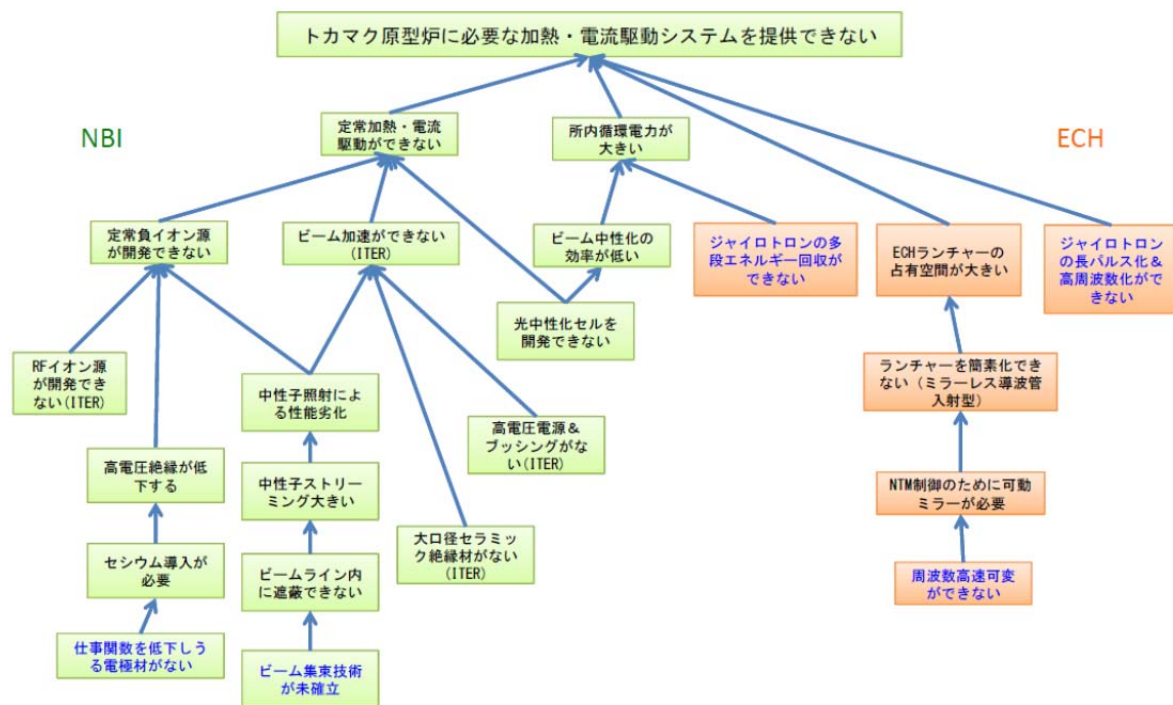 トカマク原型炉に必要な加熱・電流駆動システムを提供できない
NBI
定常加熱・電流
駆動ができない
所内循環電力が
大きい
ECH
定常負イオン源
が開発できない
ビーム加速ができない
(ITER)
ビーム中性化の
効率が低い
ジャイロトロンの多
段エネルギー回収が
できない
ECHランチャーの
占有空間が大きい
ジャイロトロン
の長パルス化&
高周波数化がで
きない
光中性化セルを
開発できない
RFイオン源
が開発でき
ない(ITER)
中性子照射によ
る性能劣化
ランチャーを簡素化でき
ない(ミラーレス導波管
入射型)
高電圧電源&
ブッシングがな
い(ITER)
高電圧絶縁が低
下する
中性子ストリー
ミング大きい
NTM制御のために可動
ミラーが必要
大口径セラミッ
ク絶縁材がない
(ITER)
セシウム導入が
必要
ビームライン内
に遮蔽できない
周波数高速可変
ができない
仕事関数を低下しう
る電極材がない
ビーム集束技術
が未確立